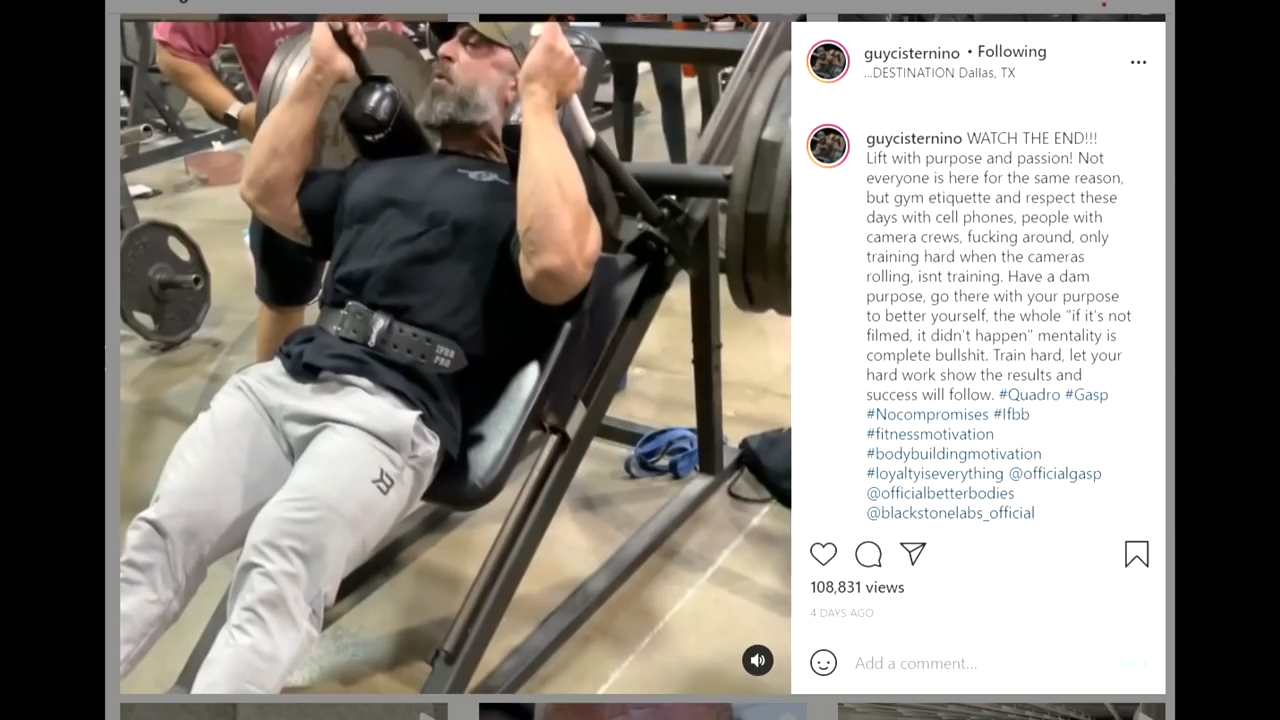 guycisternino • Following
...DESTINATION Dallas, TX
guycisternino WATCH THE END!!!
Lift with purpose and passion! Not
everyone is here for the same reason,
but gym etiquette and respect these
days with cell phones, people with
camera crews, fucking around, only
training hard when the cameras
rolling, isnt training. Have a dam
purpose, go there with your purpose
to better yourself, the whole "if it's not
filmed, it didn't happen" mentality is
complete bullshit. Train hard, let your
hard work show the results and
success will follow. #Quadro #Gasp
#Nocompromises #Ifbb
#fitnessmotivation
#bodybuildingmotivation
#loyaltyiseverything @officialgasp
@officialbetterbodies
@blackstonelabs_official
108,831 views
4 DAYS AGO
Add a comment... Post
IFBB
PRO